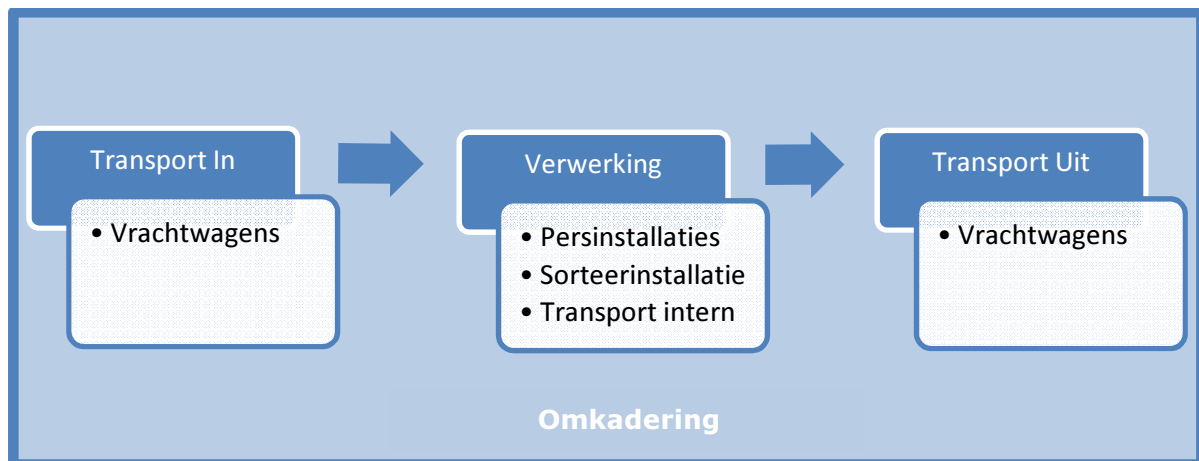 Transport In
• Vrachtwagens
Verwerking
• Persinstallaties
• Sorteerinstallatie
• Transport intern
Transport Uit
• Vrachtwagens
Omkadering